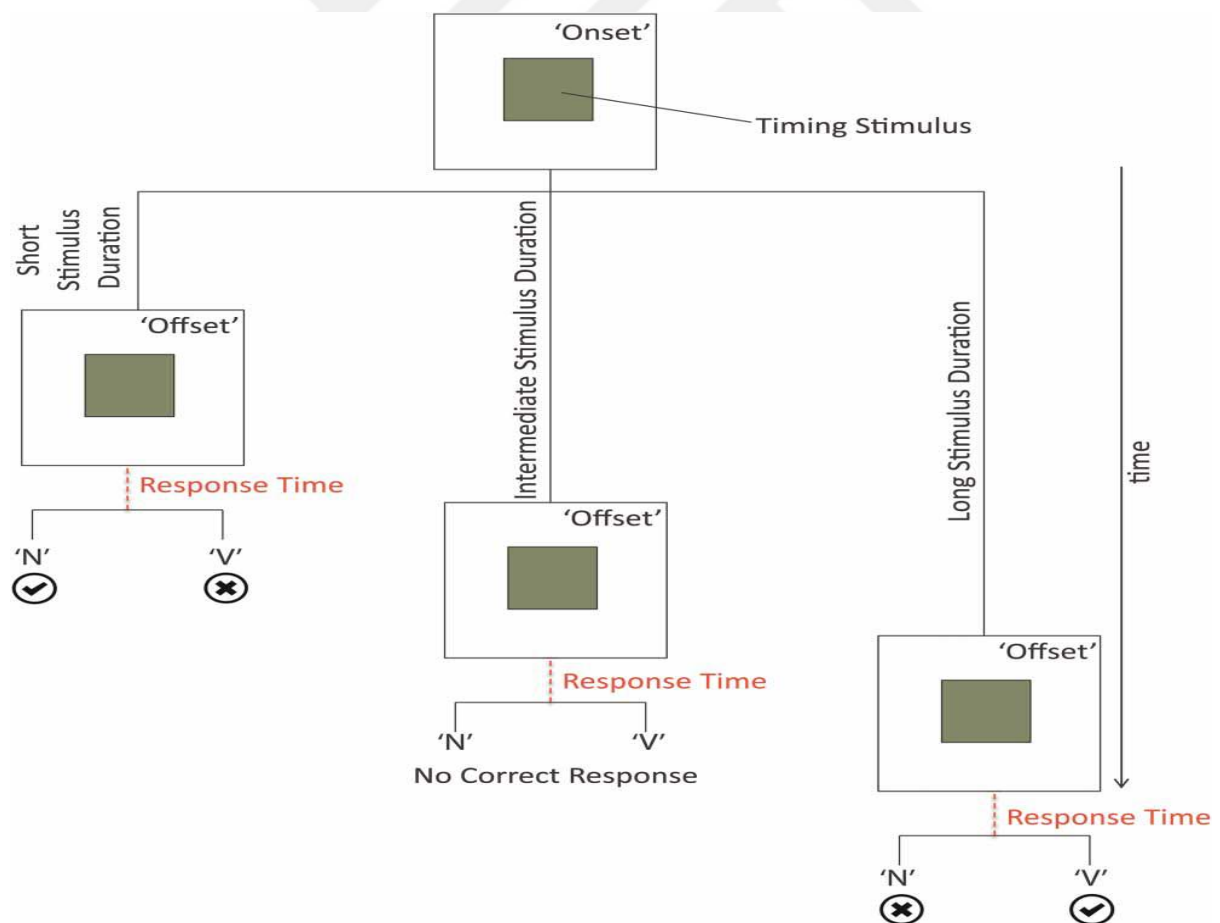 ‘Onset’
Timing Stimulus
Short
Stimulus
Duration
‘Offset’
Response Time
‘N’ ‘V’
Intermediate Stimulus Duration
‘Offset’
Response Time
‘N’ ‘V’
No Correct Response
Long Stimulus Duration
‘Offset’
Response Time
‘N’ ‘V’
time